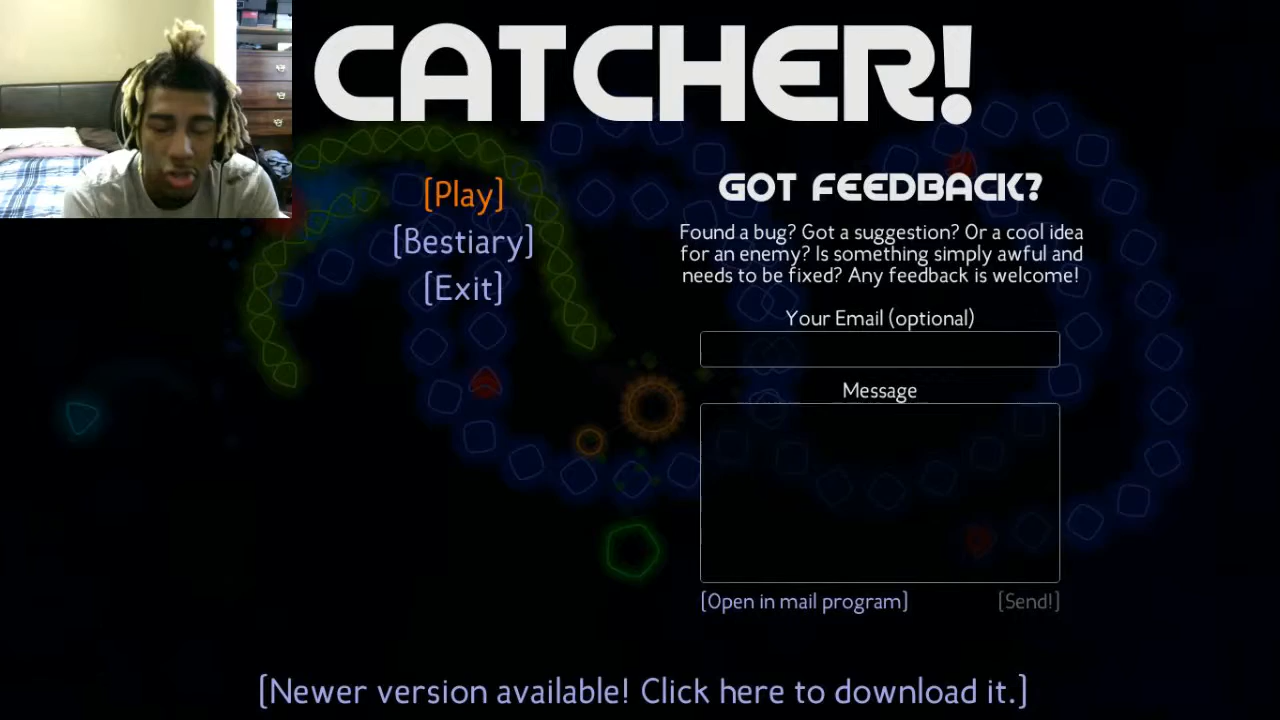 CATCHER!
[Play]
[Bestiary]
[Exit]
GOT FEEDBACK?
Found a bug? Got a suggestion? Or a cool idea
for an enemy? Is something simply awful and
needs to be fixed? Any feedback is welcome!
Your Email (optional)
Message
[Open in mail program]
[Send!]
[Newer version available! Click here to download it.]